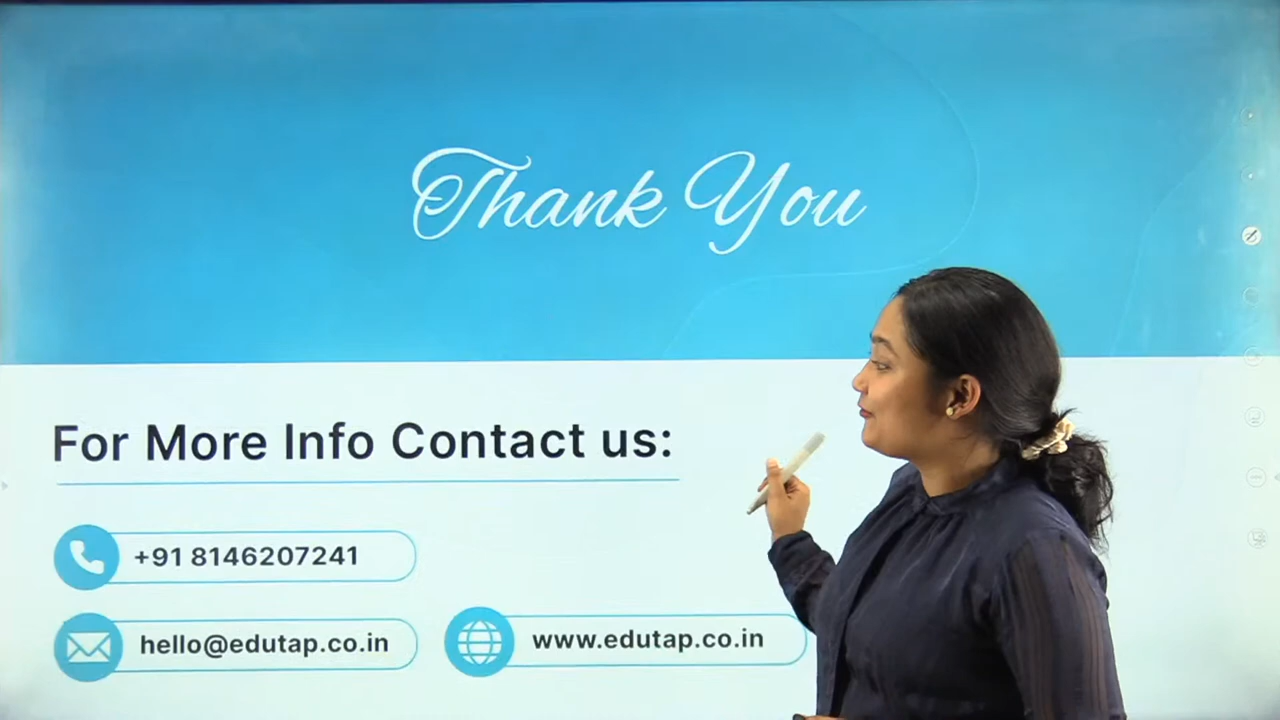 Thank You
For More Info Contact us:
+91 8146207241
hello@edutap.co.in
www.edutap.co.in